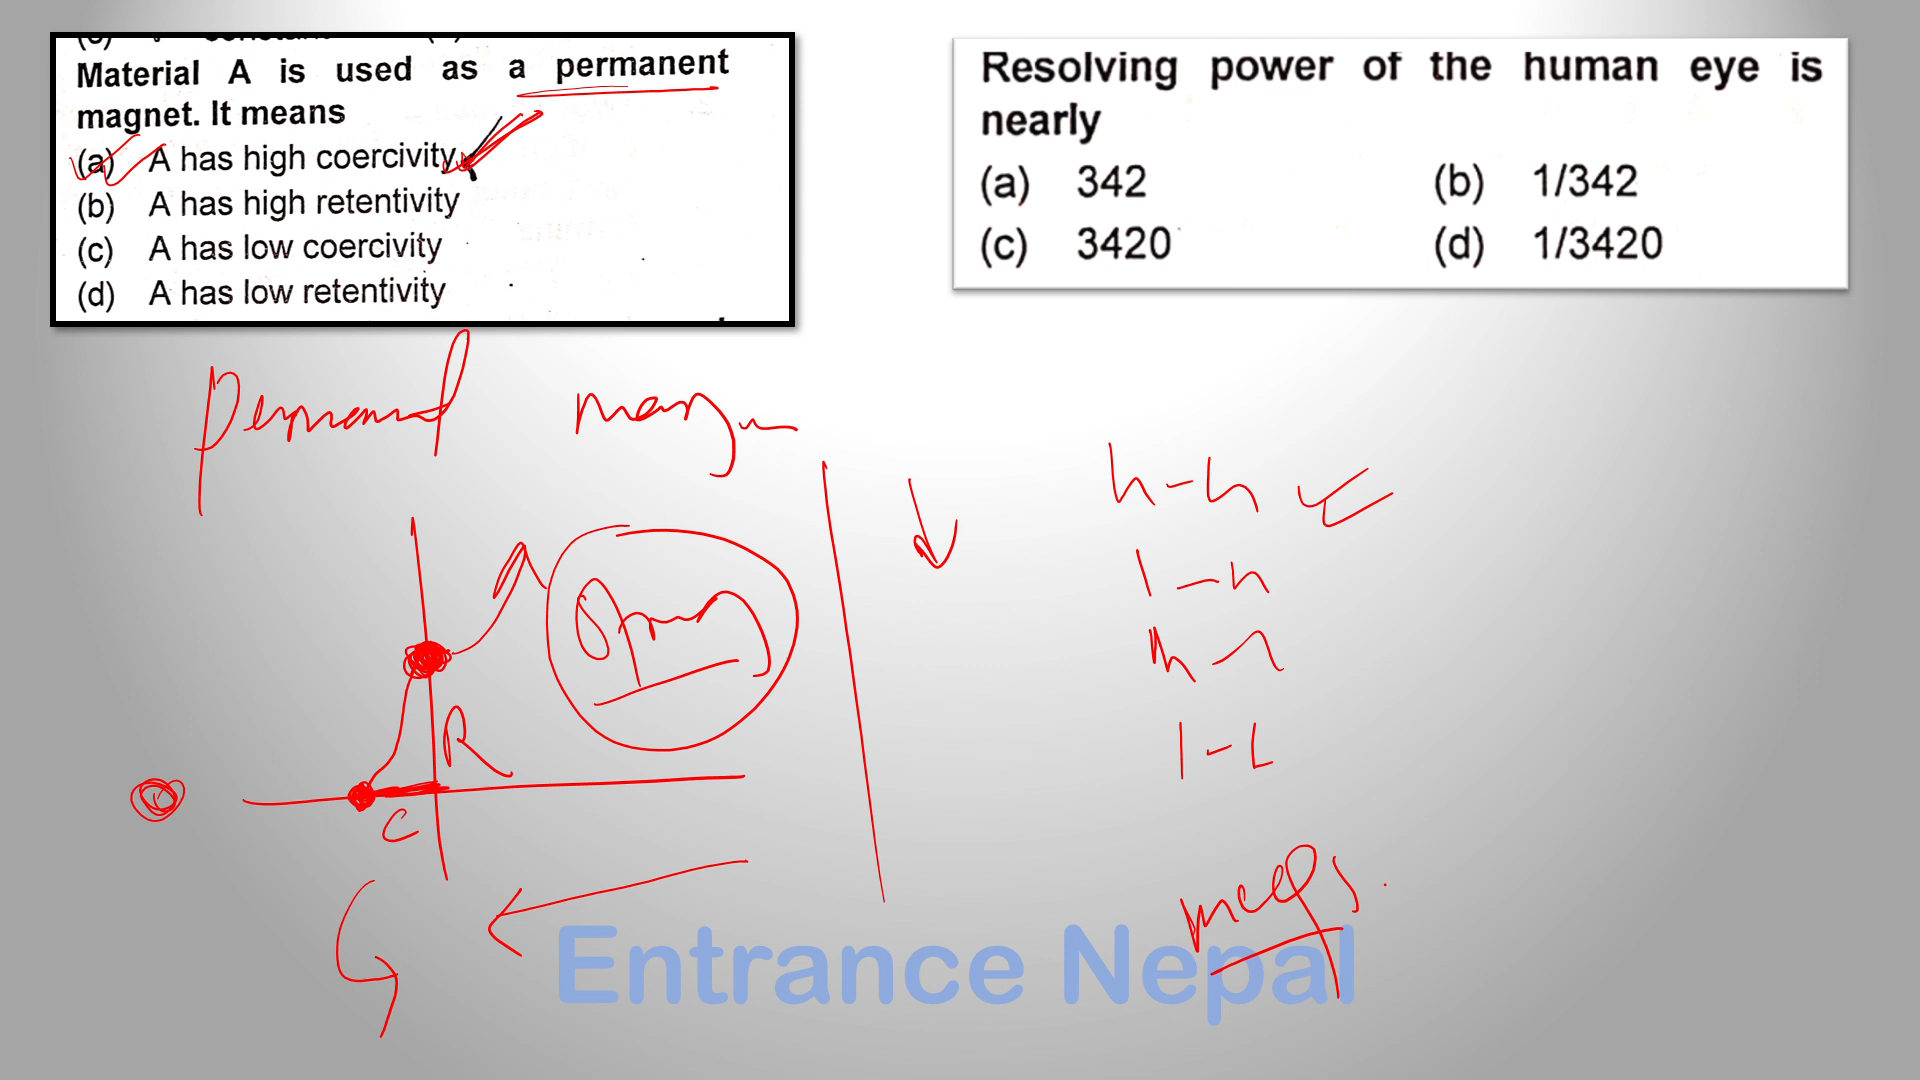 Material A is used as a permanent
magnet. It means
(a) A has high coercivity
(b) A has high retentivity
(c) A has low coercivity
(d) A has low retentivity
Resolving power of the human eye is
nearly
(a) 342 (b) 1/342
(c) 3420 (d) 1/3420
h - h
l - h
R
l - L
C
Entrance Nepal